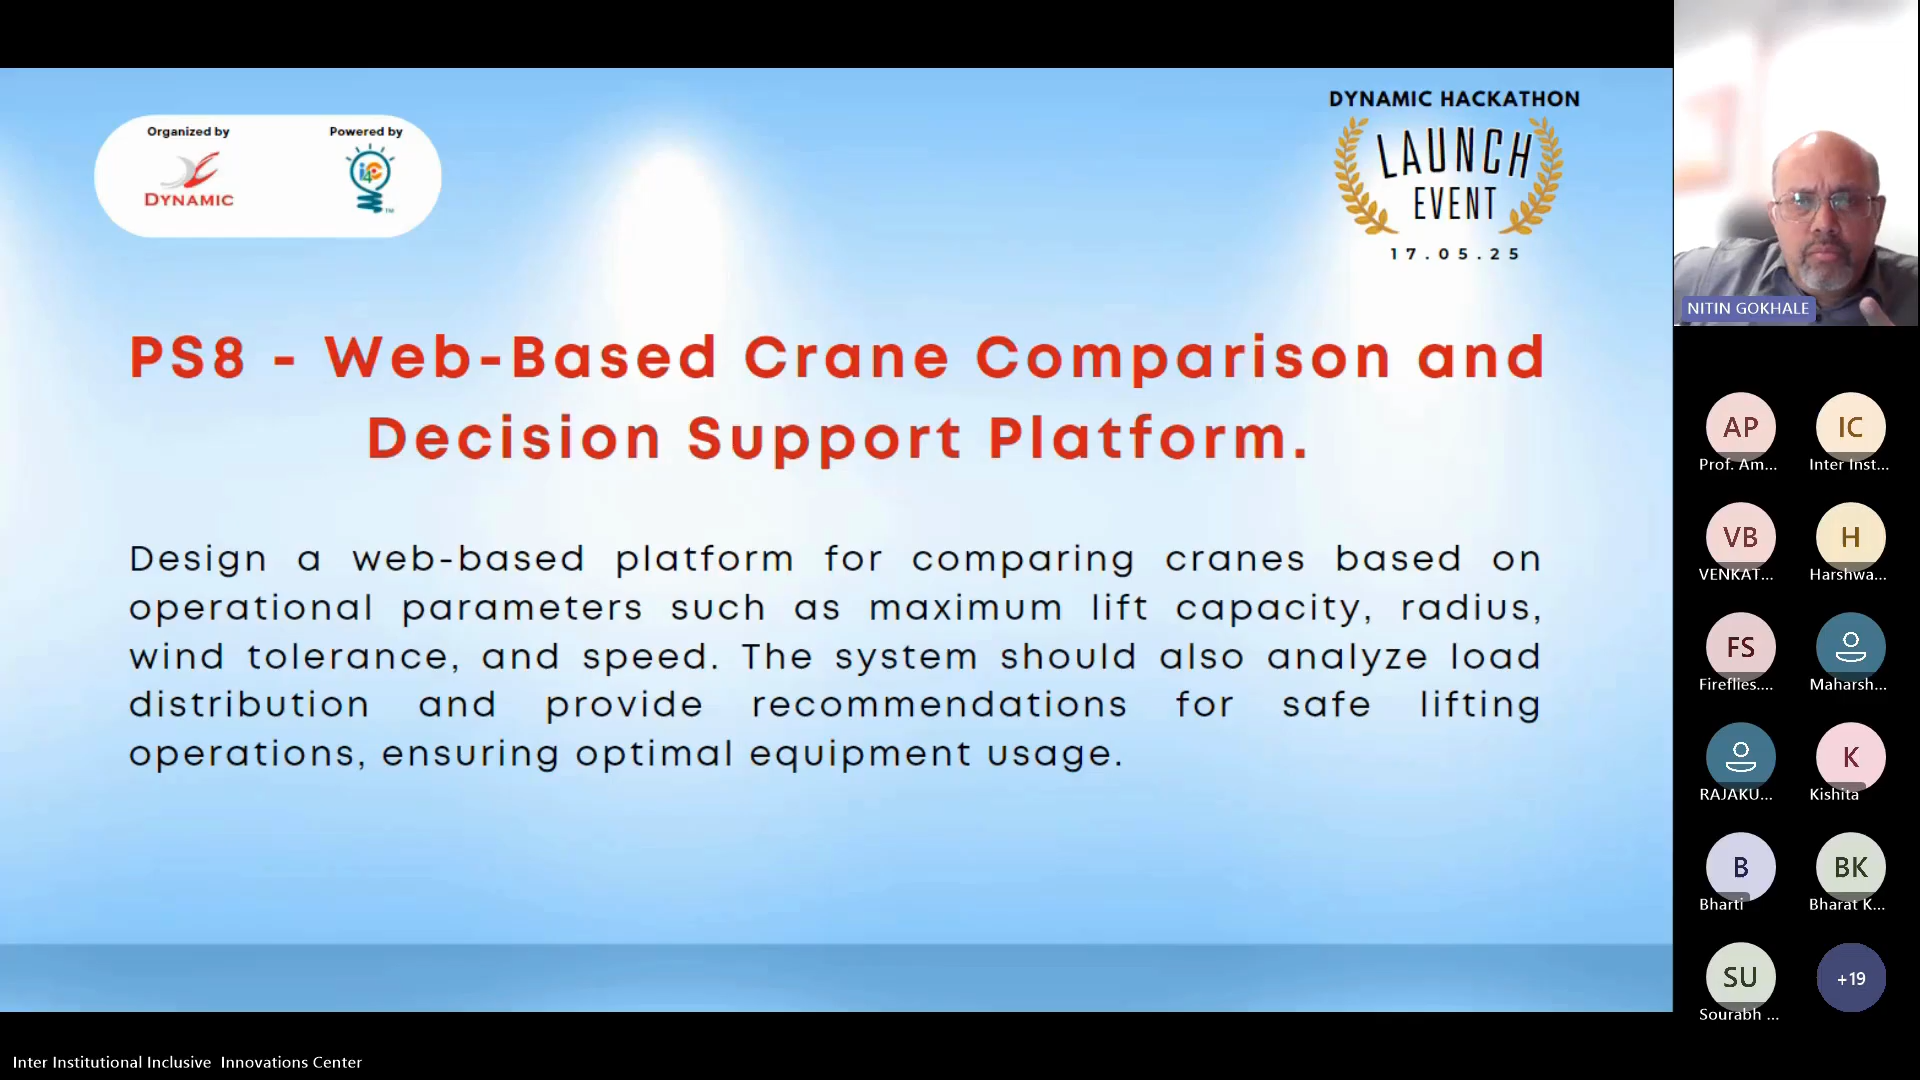 Organized by
DYNAMIC
Powered by
i4C
TM
DYNAMIC HACKATHON
LAUNCH
EVENT
17.05.25
PS8 - Web-Based Crane Comparison and
Decision Support Platform.
Design a web-based platform for comparing cranes based on
operational parameters such as maximum lift capacity, radius,
wind tolerance, and speed. The system should also analyze load
distribution and provide recommendations for safe lifting
operations, ensuring optimal equipment usage.
NITIN GOKHALE
AP
Prof. Am...
IC
Inter Inst...
VB
VENKAT...
H
Harshwa...
FS
Fireflies....
Maharsh...
RAJAKU...
K
Kishita
B
Bharti
BK
Bharat K...
SU
Sourabh ...
+19
Inter Institutional Inclusive Innovations Center